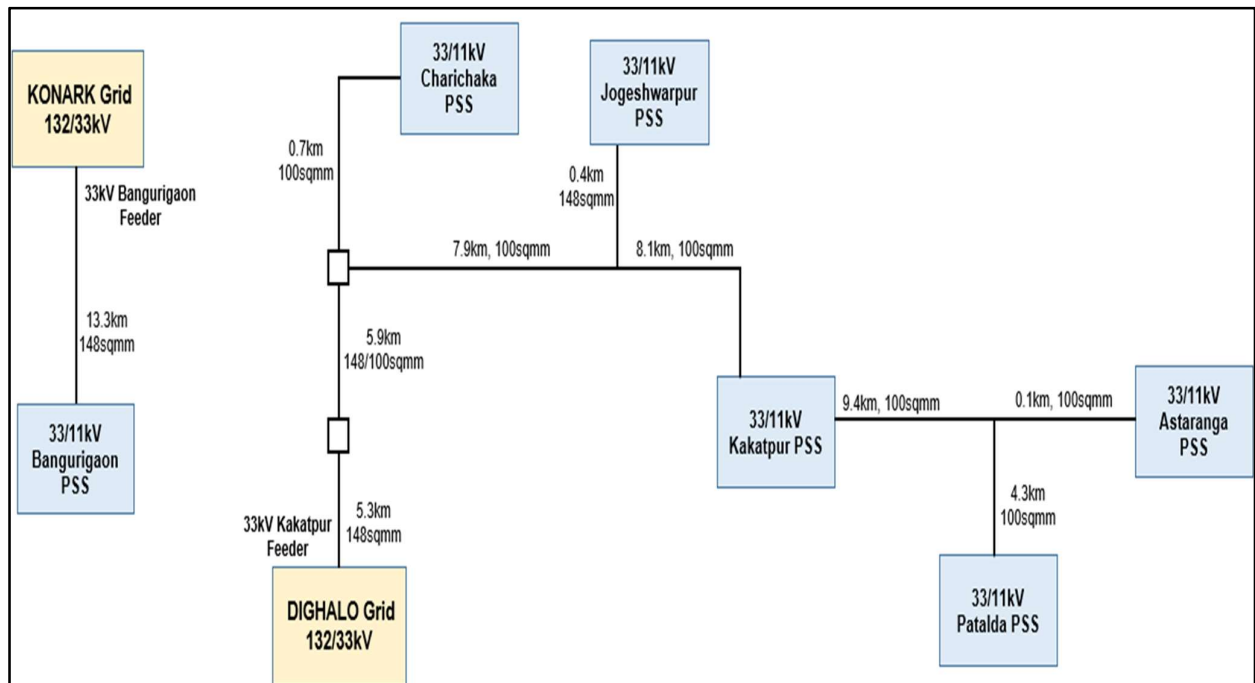 KONARK Grid
132/33kV
33kV Bangurigaon
Feeder
13.3km
148sqmm
33/11kV
Bangurigaon
PSS
33/11kV
Charichaka
PSS
0.7km
100sqmm
33/11kV
Jogeshwarpur
PSS
0.4km
148sqmm
7.9km, 100sqmm
8.1km, 100sqmm
5.9km
148/100sqmm
33kV Kakatpur
Feeder
5.3km
148sqmm
DIGHALO Grid
132/33kV
33/11kV
Kakatpur PSS
9.4km, 100sqmm
0.1km, 100sqmm
33/11kV
Astaranga
PSS
4.3km
100sqmm
33/11kV
Patalda PSS